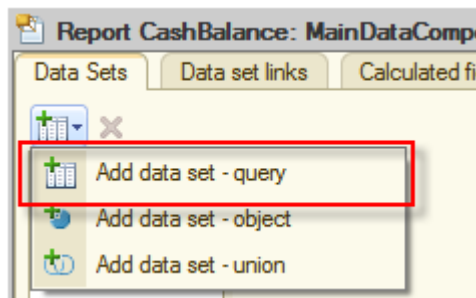 Report CashBalance: MainDataComp
Data Sets Data set links Calculated fi
Add data set - query
Add data set - object
Add data set - union